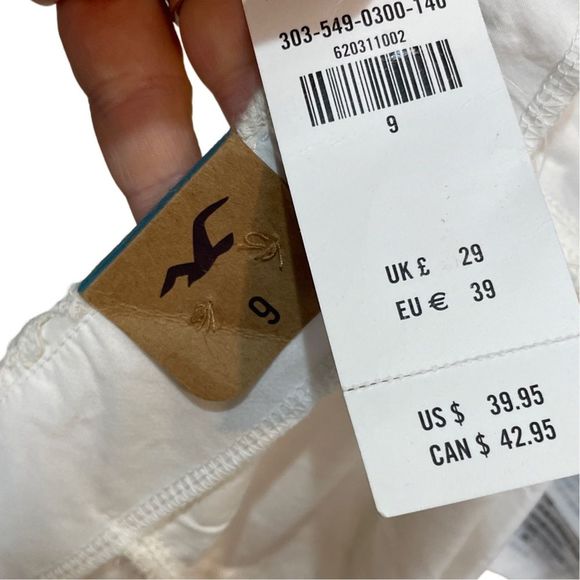 303-549-0300-140
620311002
9
UK £ 29
EU € 39
US $ 39.95
CAN $ 42.95
9